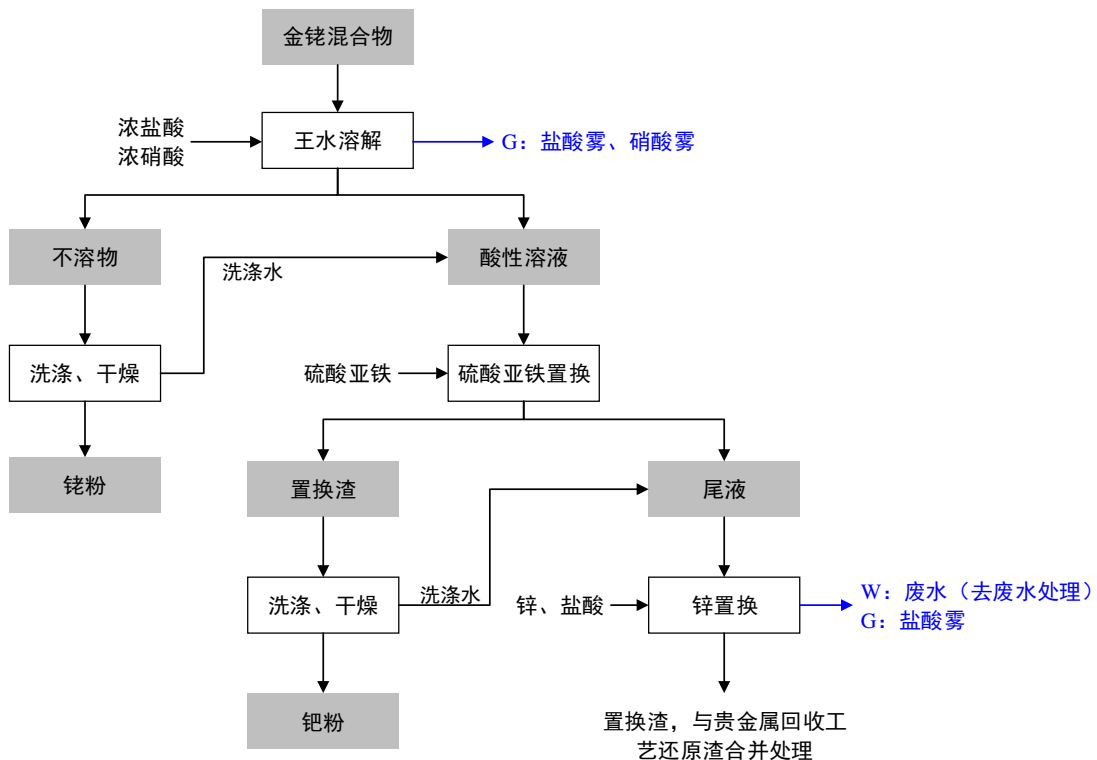 金铑混合物
浓盐酸
浓硝酸
王水溶解
G：盐酸雾、硝酸雾
不溶物
酸性溶液
洗涤水
洗涤、干燥
硫酸亚铁
硫酸亚铁置换
铑粉
置换渣
尾液
洗涤、干燥
洗涤水
锌、盐酸
锌置换
W：废水（去废水处理）
G：盐酸雾
钯粉
置换渣，与贵金属回收工
艺还原渣合并处理